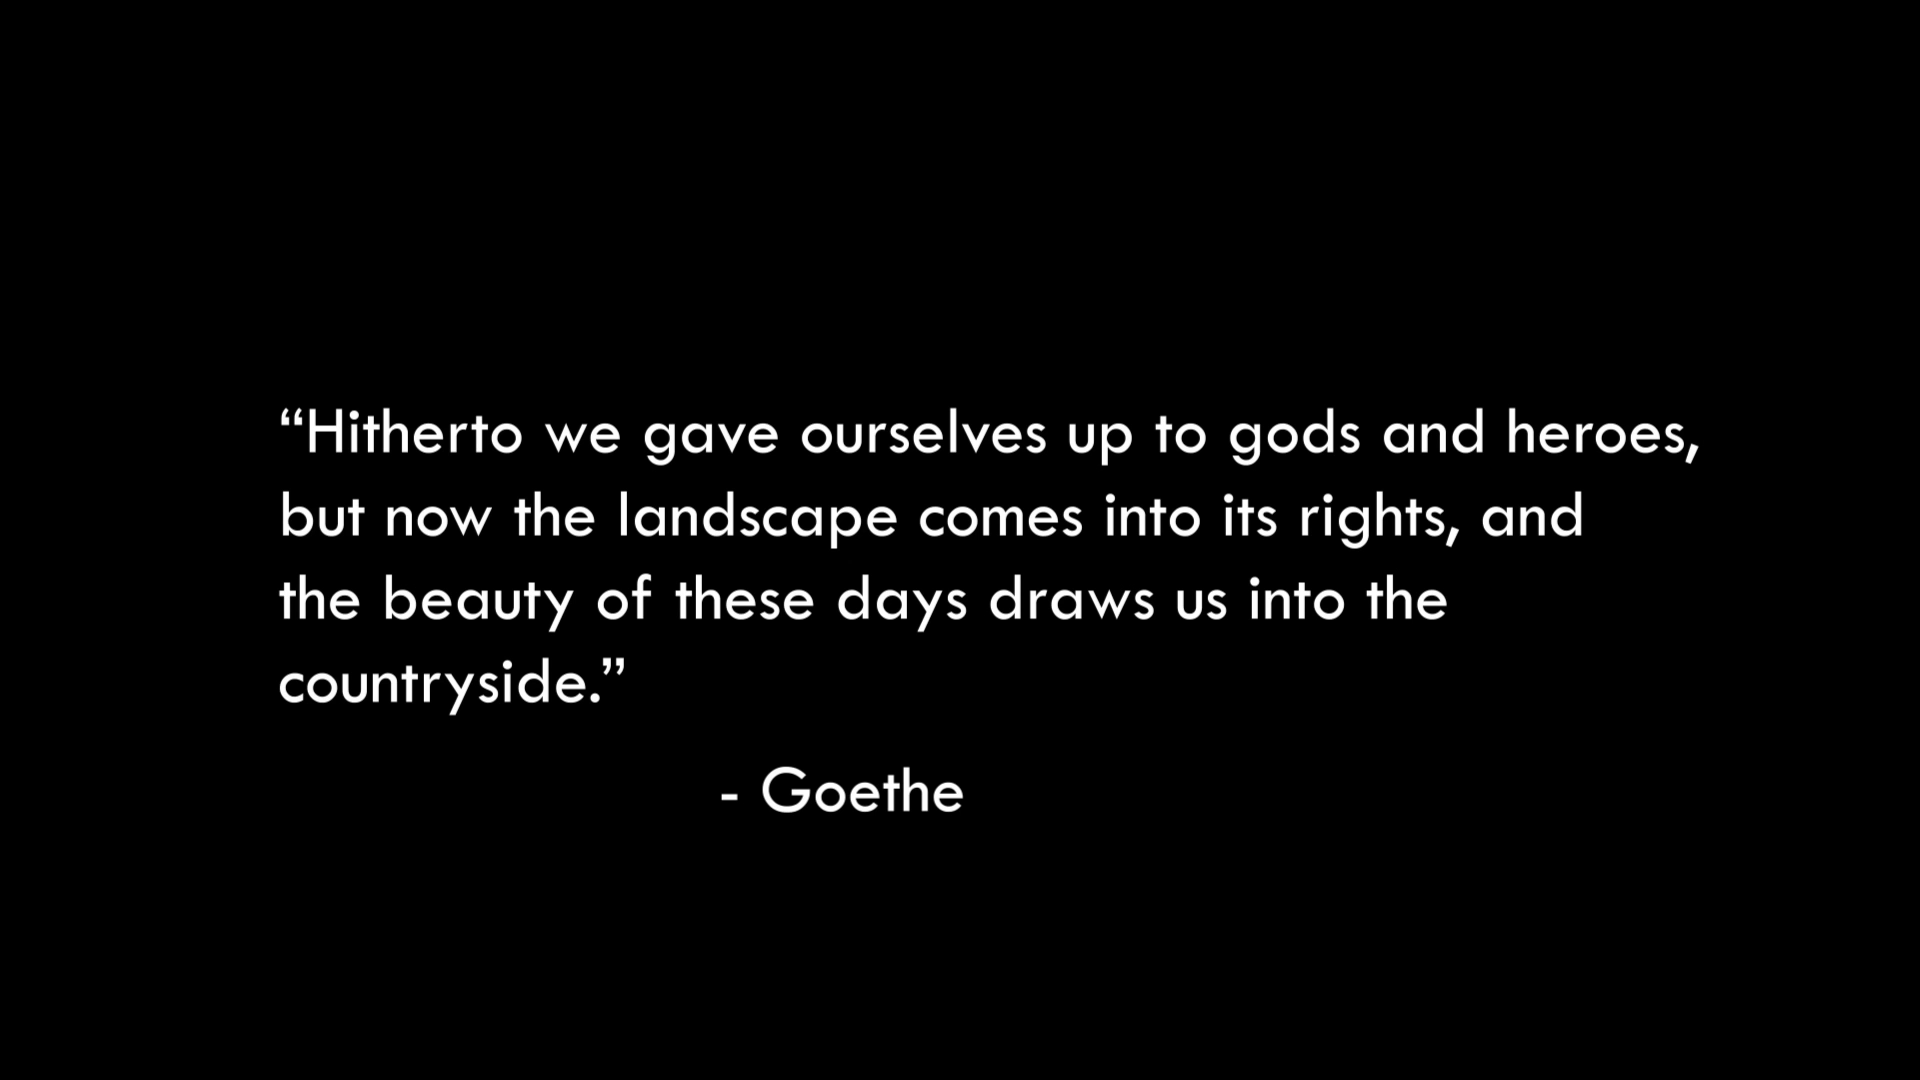 “Hitherto we gave ourselves up to gods and heroes,
but now the landscape comes into its rights, and
the beauty of these days draws us into the
countryside.”
- Goethe